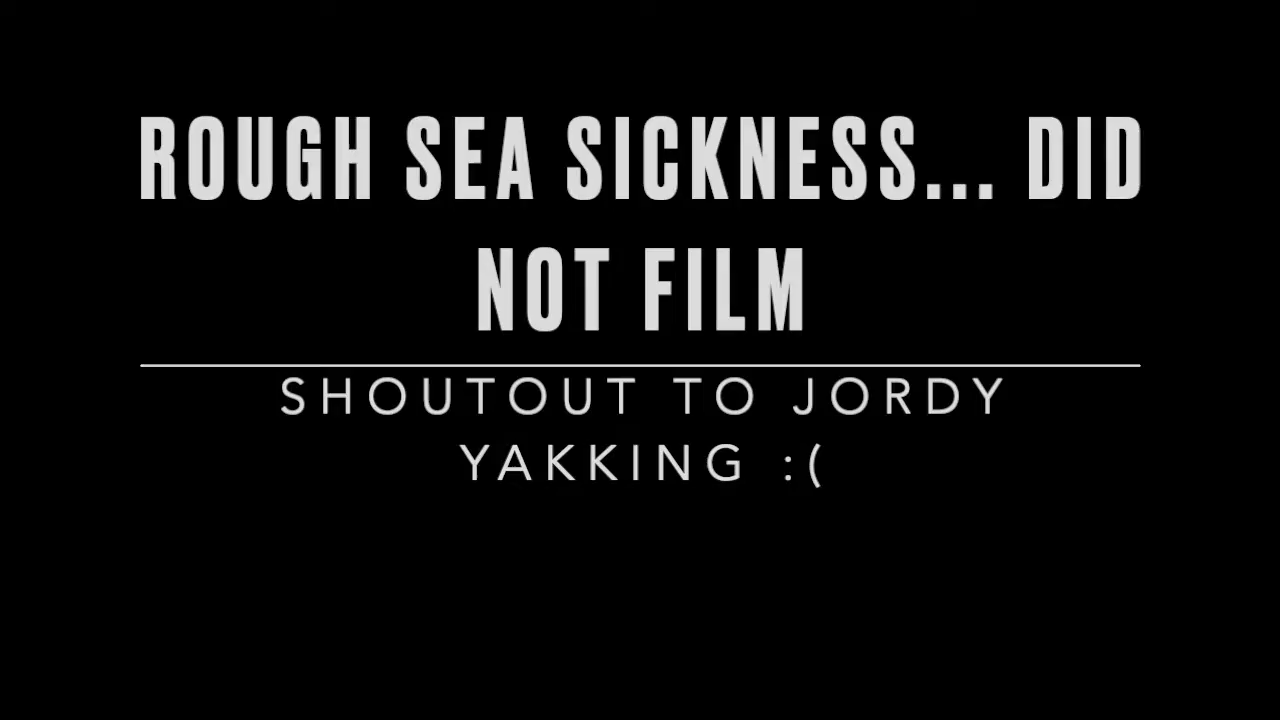 ROUGH SEA SICKNESS... DID
NOT FILM
SHOUTOUT TO JORDY
YAKKING :(